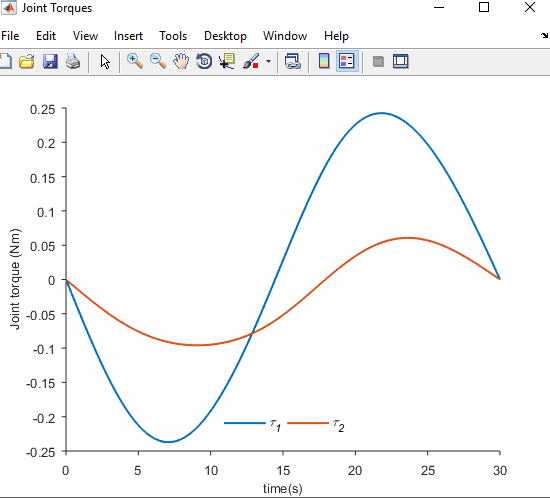 Joint Torques
File Edit View Insert Tools Desktop Window Help
0.25
0.2
0.15
0.1
0.05
0
-0.05
-0.1
-0.15
-0.2
-0.25
Joint torque (Nm)
τ1 τ2
0 5 10 15 20 25 30
time(s)